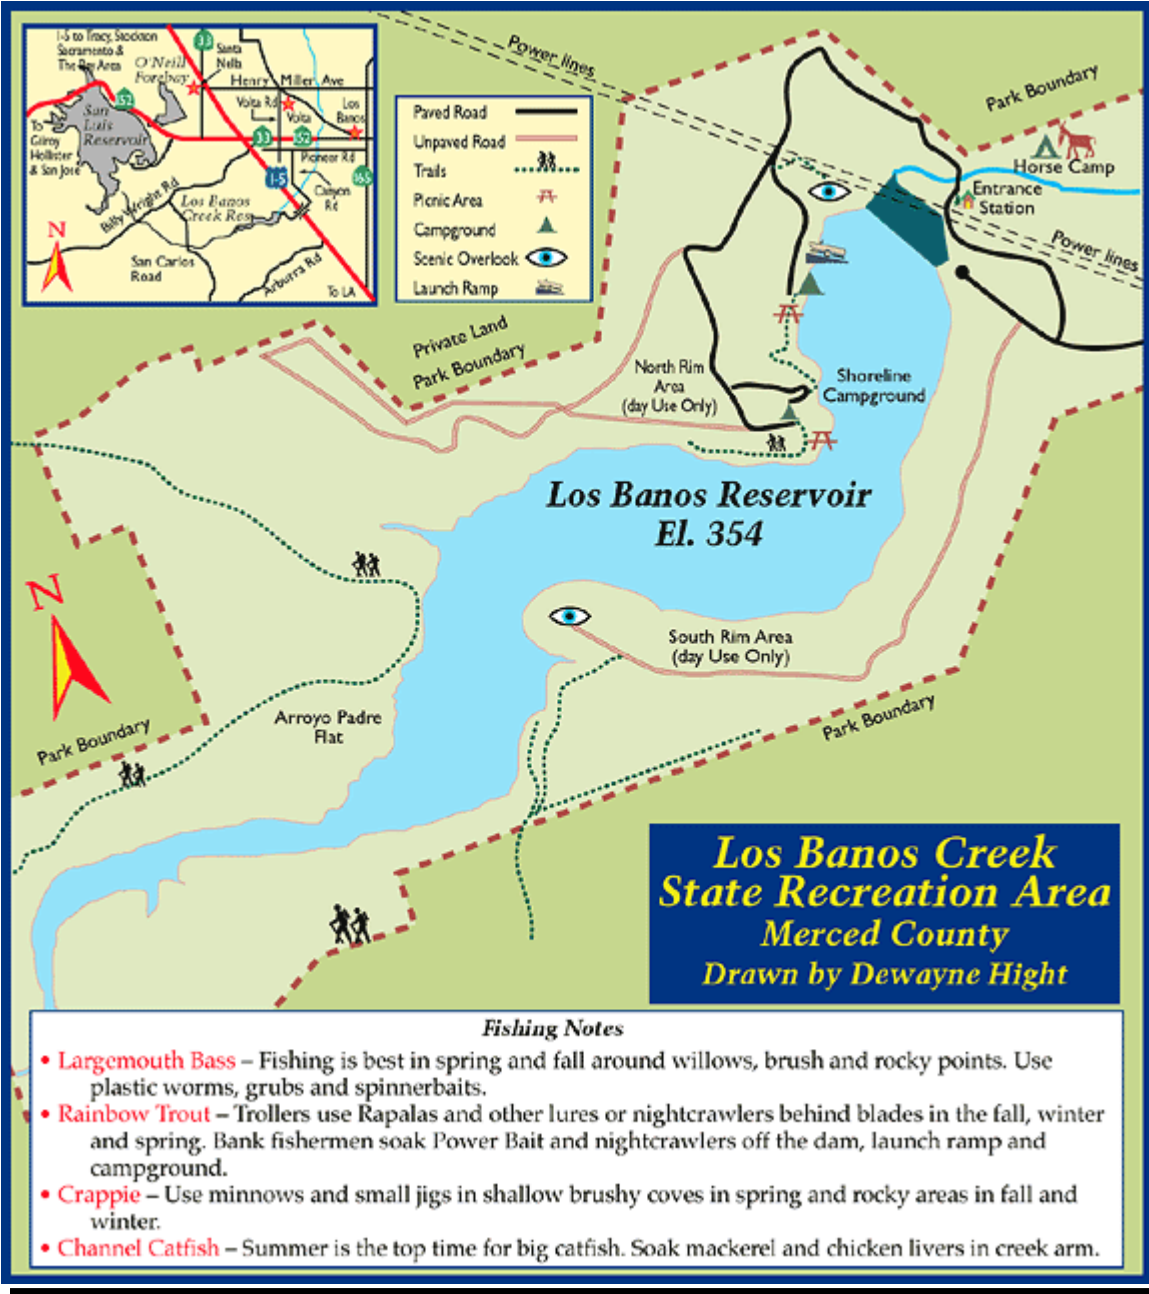 I-5 to Tracy, Stockton
Sacramento &
The Bay Area
O'Neill
Forebay
33
Santa
Nella
Henry Miller Ave
Volta Rd
Volta
Los
Banos
152
San
Luis
Reservoir
To
Gilroy
Hollister
& San Jose
33
152
Pioneer Rd
I-5
165
Canyon
Rd
Billy Wright Rd
Los Banos
Creek Res.
N
San Carlos
Road
Arburra Rd
To LA
Paved Road
Unpaved Road
Trails
Picnic Area
Campground
Scenic Overlook
Launch Ramp
Power lines
Park Boundary
Horse Camp
Entrance
Station
Power lines
Private Land
Park Boundary
North Rim
Area
(day Use Only)
Shoreline
Campground
Los Banos Reservoir
El. 354
N
South Rim Area
(day Use Only)
Arroyo Padre
Flat
Park Boundary
Park Boundary
Los Banos Creek
State Recreation Area
Merced County
Drawn by Dewayne Hight
Fishing Notes
• Largemouth Bass – Fishing is best in spring and fall around willows, brush and rocky points. Use
plastic worms, grubs and spinnerbaits.
• Rainbow Trout – Trollers use Rapalas and other lures or nightcrawlers behind blades in the fall, winter
and spring. Bank fishermen soak Power Bait and nightcrawlers off the dam, launch ramp and
campground.
• Crappie – Use minnows and small jigs in shallow brushy coves in spring and rocky areas in fall and
winter.
• Channel Catfish – Summer is the top time for big catfish. Soak mackerel and chicken livers in creek arm.